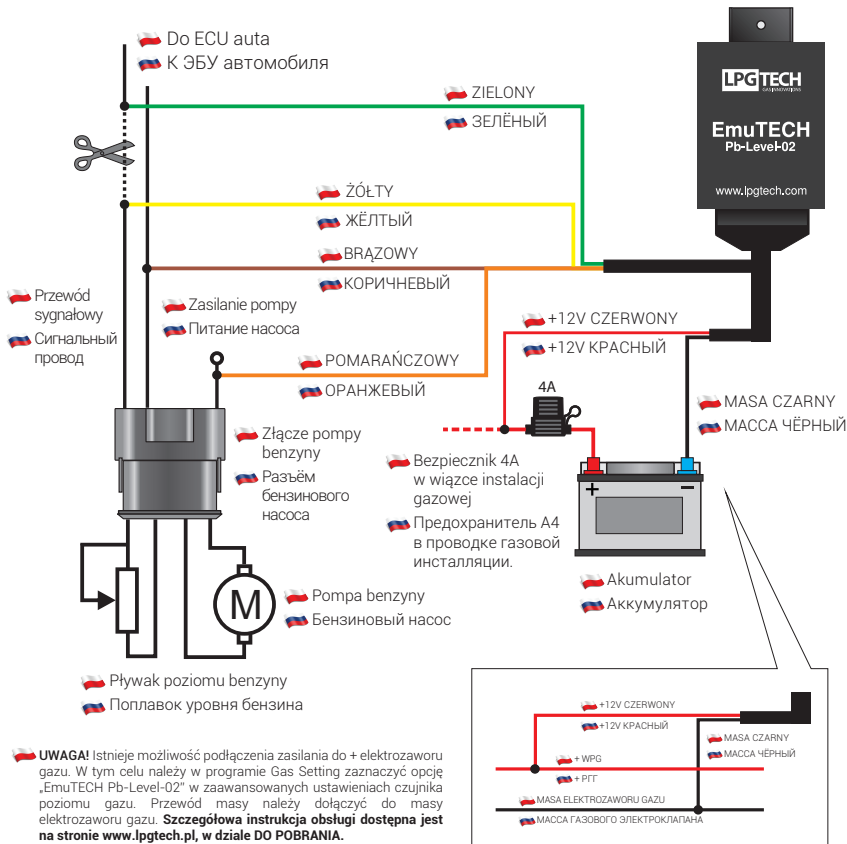 Do ECU auta
К ЭБУ автомобиля
LPGTECH
GAS INNOVATIONS
EmuTECH
Pb-Level-02
www.lpgtech.com
ZIELONY
ЗЕЛЁНЫЙ
ŻÓŁTY
ЖЁЛТЫЙ
BRĄZOWY
КОРИЧНЕВЫЙ
Przewód
sygnałowy
Сигнальный
провод
Zasilanie pompy
Питание насоса
+12V CZERWONY
+12V КРАСНЫЙ
POMARAŃCZOWY
ОРАНЖЕВЫЙ
4A
MASA CZARNY
МАССА ЧЁРНЫЙ
Złącze pompy
benzyny
Разъём
бензинового
насоса
Bezpiecznik 4A
w wiązce instalacji
gazowej
Предохранитель А4
в проводке газовой
инсталляции.
+
−
Akumulator
Аккумулятор
M
Pompa benzyny
Бензиновый насос
Pływak poziomu benzyny
Поплавок уровня бензина
+12V CZERWONY
+12V КРАСНЫЙ
MASA CZARNY
МАССА ЧЁРНЫЙ
+ WPG
+ РГГ
MASA ELEKTROZAWORU GAZU
МАССА ГАЗОВОГО ЭЛЕКТРОКЛАПАНА
UWAGA! Istnieje możliwość podłączenia zasilania do + elektrozaworu
gazu. W tym celu należy w programie Gas Setting zaznaczyć opcję
„EmuTECH Pb-Level-02" w zaawansowanych ustawieniach czujnika
poziomu gazu. Przewód masy należy dołączyć do masy
elektrozaworu gazu. Szczegółowa instrukcja obsługi dostępna jest
na stronie www.lpgtech.pl, w dziale DO POBRANIA.